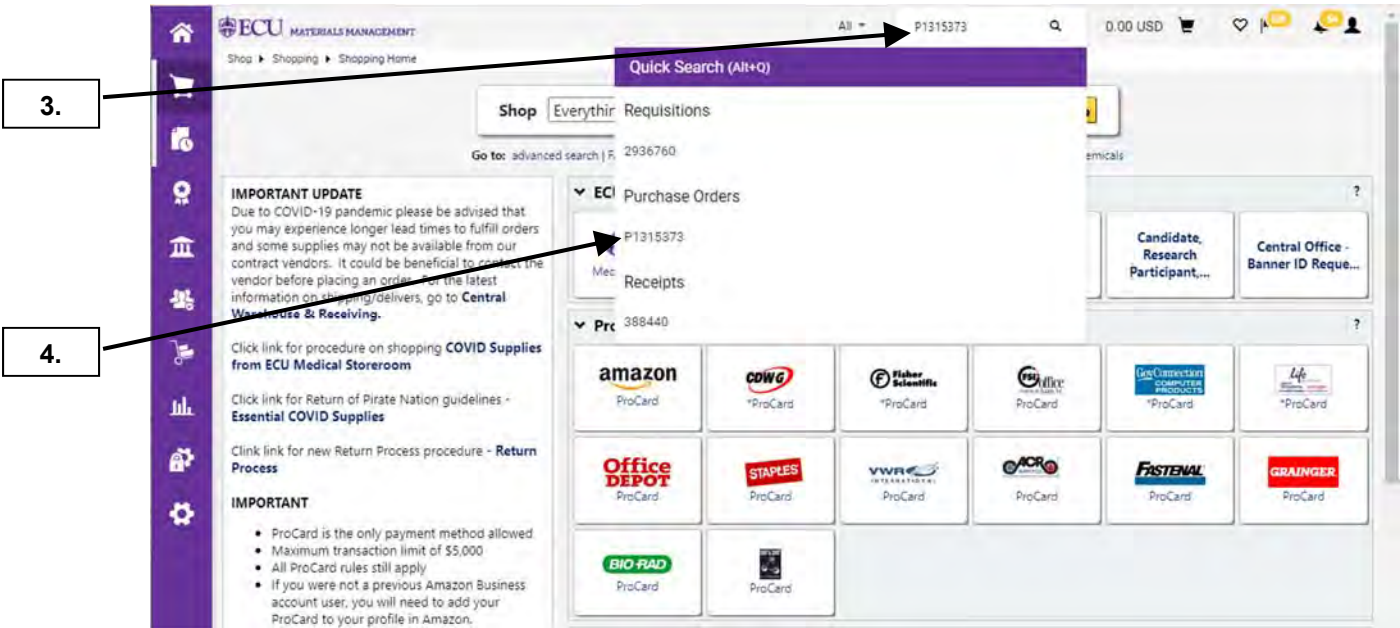 ECU MATERIALS MANAGEMENT
All
P1315373
0.00 USD
Shop Shopping Shopping Home
Quick Search (Alt+Q)
3.
Shop Everythin
Requisitions
Go to: advanced search |
2936760
emicals
IMPORTANT UPDATE
Due to COVID-19 pandemic please be advised that
you may experience longer lead times to fulfill orders
and some supplies may not be available from our
contract vendors. It could be beneficial to contact the
vendor before placing an order. For the latest
information on shipping/delivers, go to Central
Warehouse & Receiving.
Click link for procedure on shopping COVID Supplies
from ECU Medical Storeroom
Click link for Return of Pirate Nation guidelines -
Essential COVID Supplies
Clink link for new Return Process procedure - Return
Process
IMPORTANT
ProCard is the only payment method allowed
Maximum transaction limit of $5,000
All ProCard rules still apply
If you were not a previous Amazon Business
account user, you will need to add your
ProCard to your profile in Amazon.
4.
Purchase Orders
?
P1315373
Receipts
388440
Candidate,
Research
Participant,...
Central Office -
Banner ID Reque...
?
amazon
ProCard
CDWG
*ProCard
Fisher
Scientific
*ProCard
FSIoffice
ProCard
GovConnection
COMPUTER
PRODUCTS
*ProCard
Life
*ProCard
Office
DEPOT
ProCard
STAPLES
ProCard
VWR
INTERNATIONAL
ProCard
ACR
ProCard
FASTENAL
ProCard
GRAINGER
ProCard
BIO RAD
ProCard
ProCard